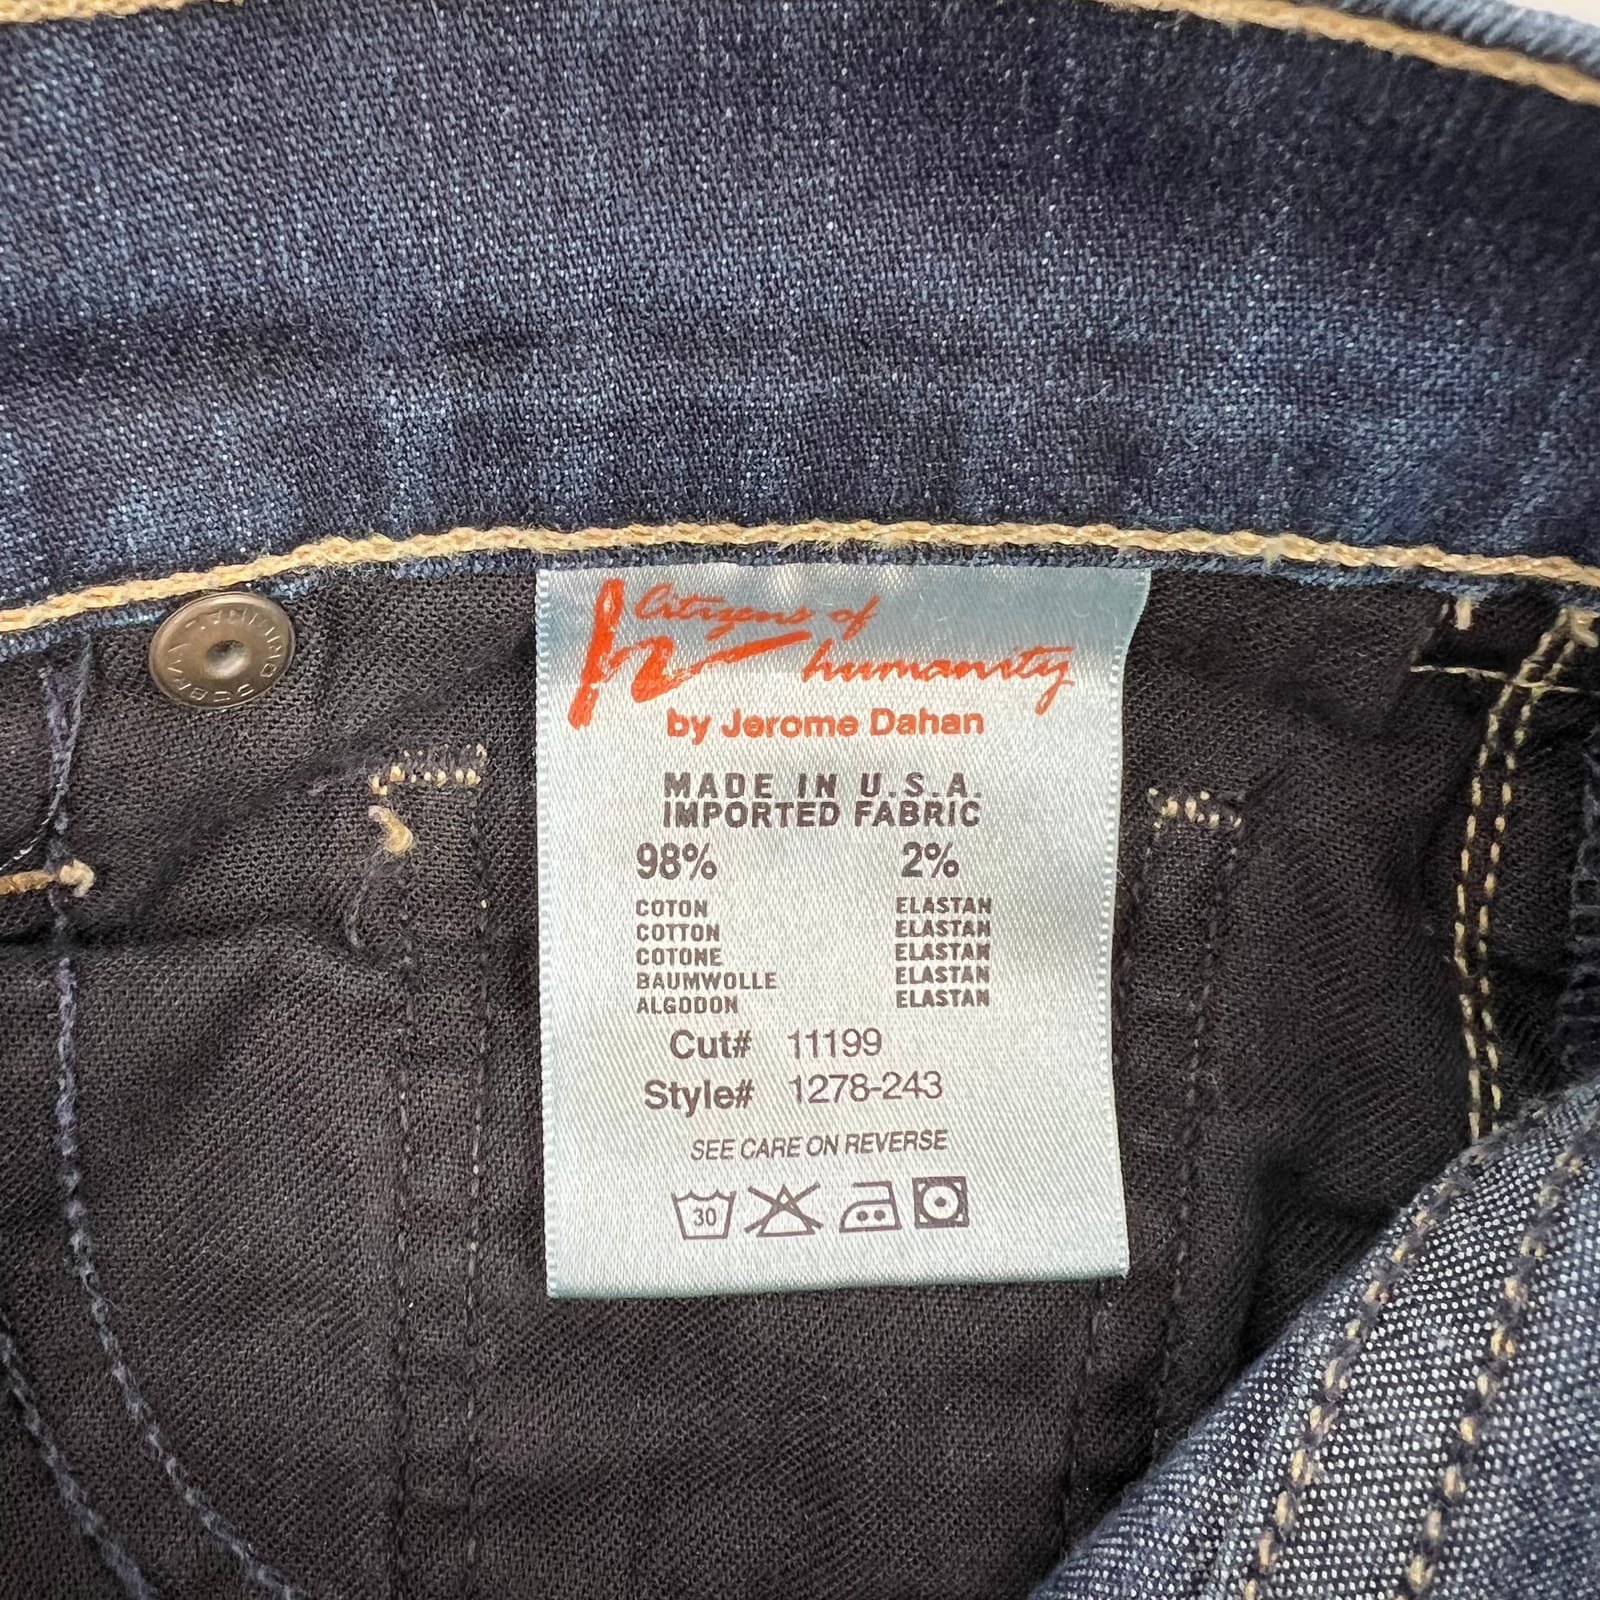 Citizens of
humanity
by Jerome Dahan
MADE IN U.S.A.
IMPORTED FABRIC
98% 2%
COTON ELASTAN
COTTON ELASTAN
COTONE ELASTAN
BAUMWOLLE ELASTAN
ALGODON ELASTAN
Cut# 11199
Style# 1278-243
SEE CARE ON REVERSE
30